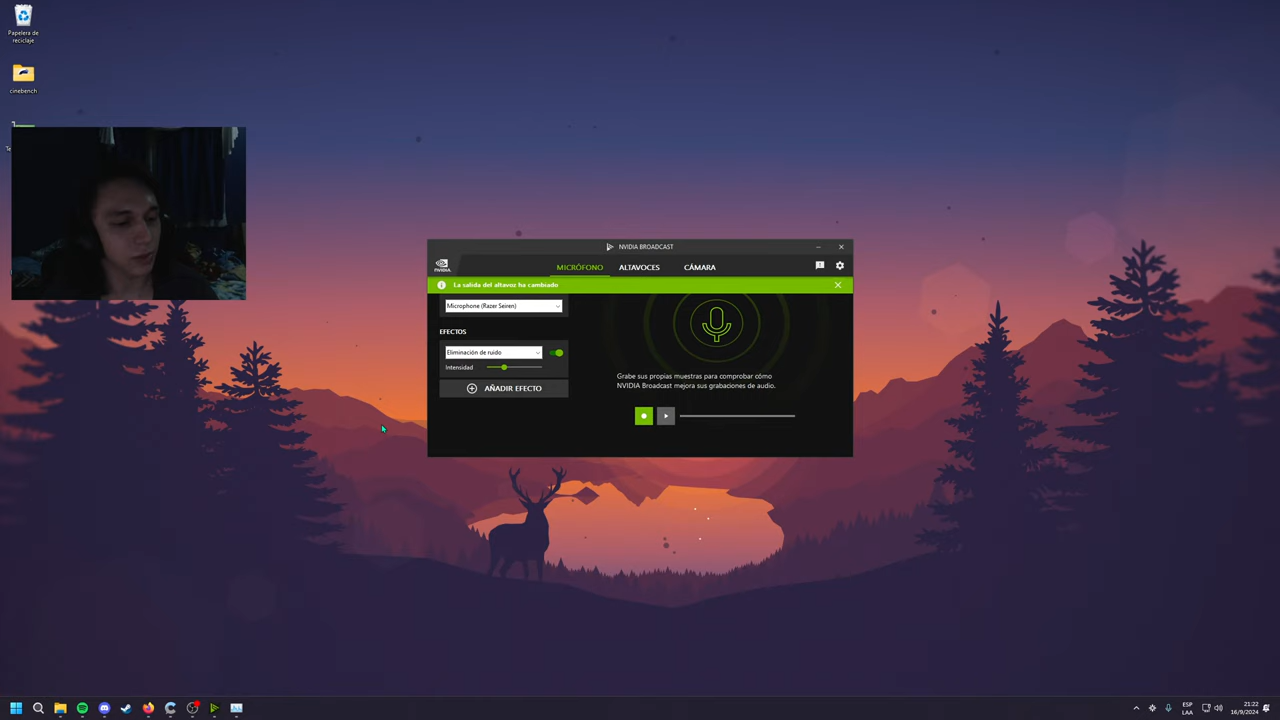 Papelera de
reciclaje
cinebench
NVIDIA BROADCAST
NVIDIA.
MICRÓFONO
ALTAVOCES
CÁMARA
La salida del altavoz ha cambiado
Microphone (Razer Seiren)
EFECTOS
Eliminación de ruido
Intensidad
AÑADIR EFECTO
Grabe sus propias muestras para comprobar cómo
NVIDIA Broadcast mejora sus grabaciones de audio.
ESP
LAA
21:22
16/9/2024